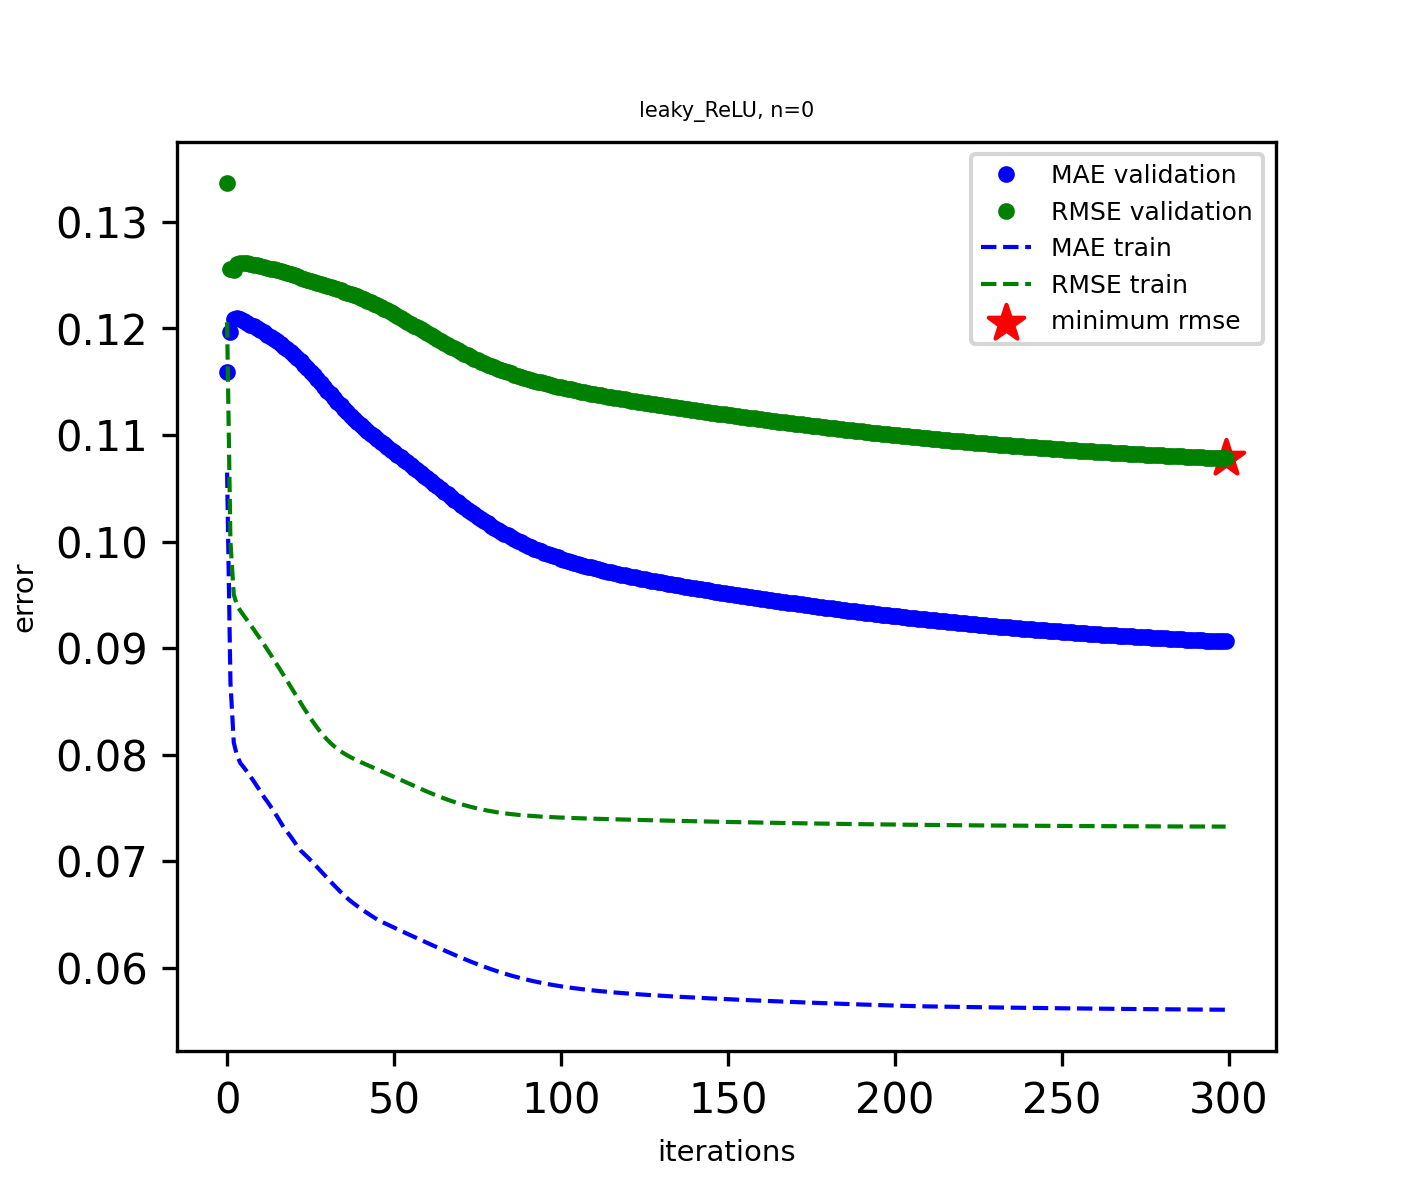 leaky_ReLU, n=0
MAE validation
RMSE validation
MAE train
RMSE train
minimum rmse
error
0.13
0.12
0.11
0.10
0.09
0.08
0.07
0.06
0 50 100 150 200 250 300
iterations